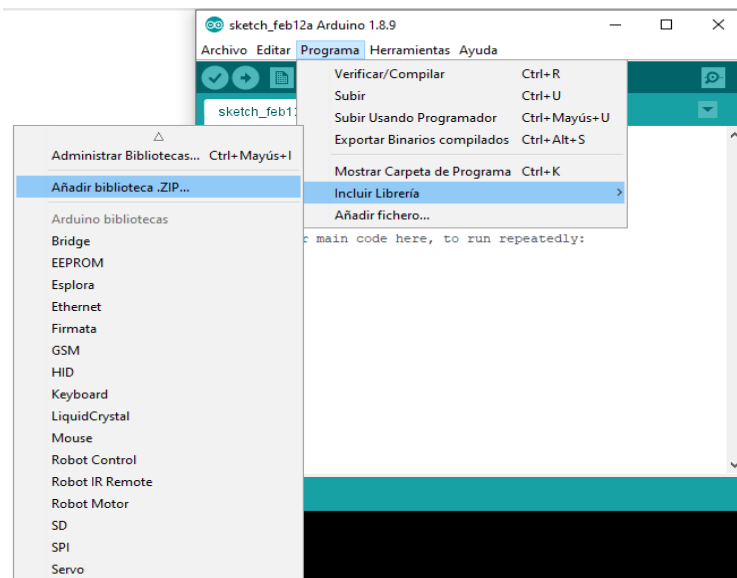 sketch_feb12a Arduino 1.8.9
Archivo Editar Programa Herramientas Ayuda
sketch_feb1
Verificar/Compilar Ctrl+R
Subir Ctrl+U
Subir Usando Programador Ctrl+Mayús+U
Exportar Binarios compilados Ctrl+Alt+S
Mostrar Carpeta de Programa Ctrl+K
Incluir Librería
Añadir fichero...
main code here, to run repeatedly:
Administrar Bibliotecas... Ctrl+Mayús+I
Añadir biblioteca .ZIP...
Arduino bibliotecas
Bridge
EEPROM
Esplora
Ethernet
Firmata
GSM
HID
Keyboard
LiquidCrystal
Mouse
Robot Control
Robot IR Remote
Robot Motor
SD
SPI
Servo